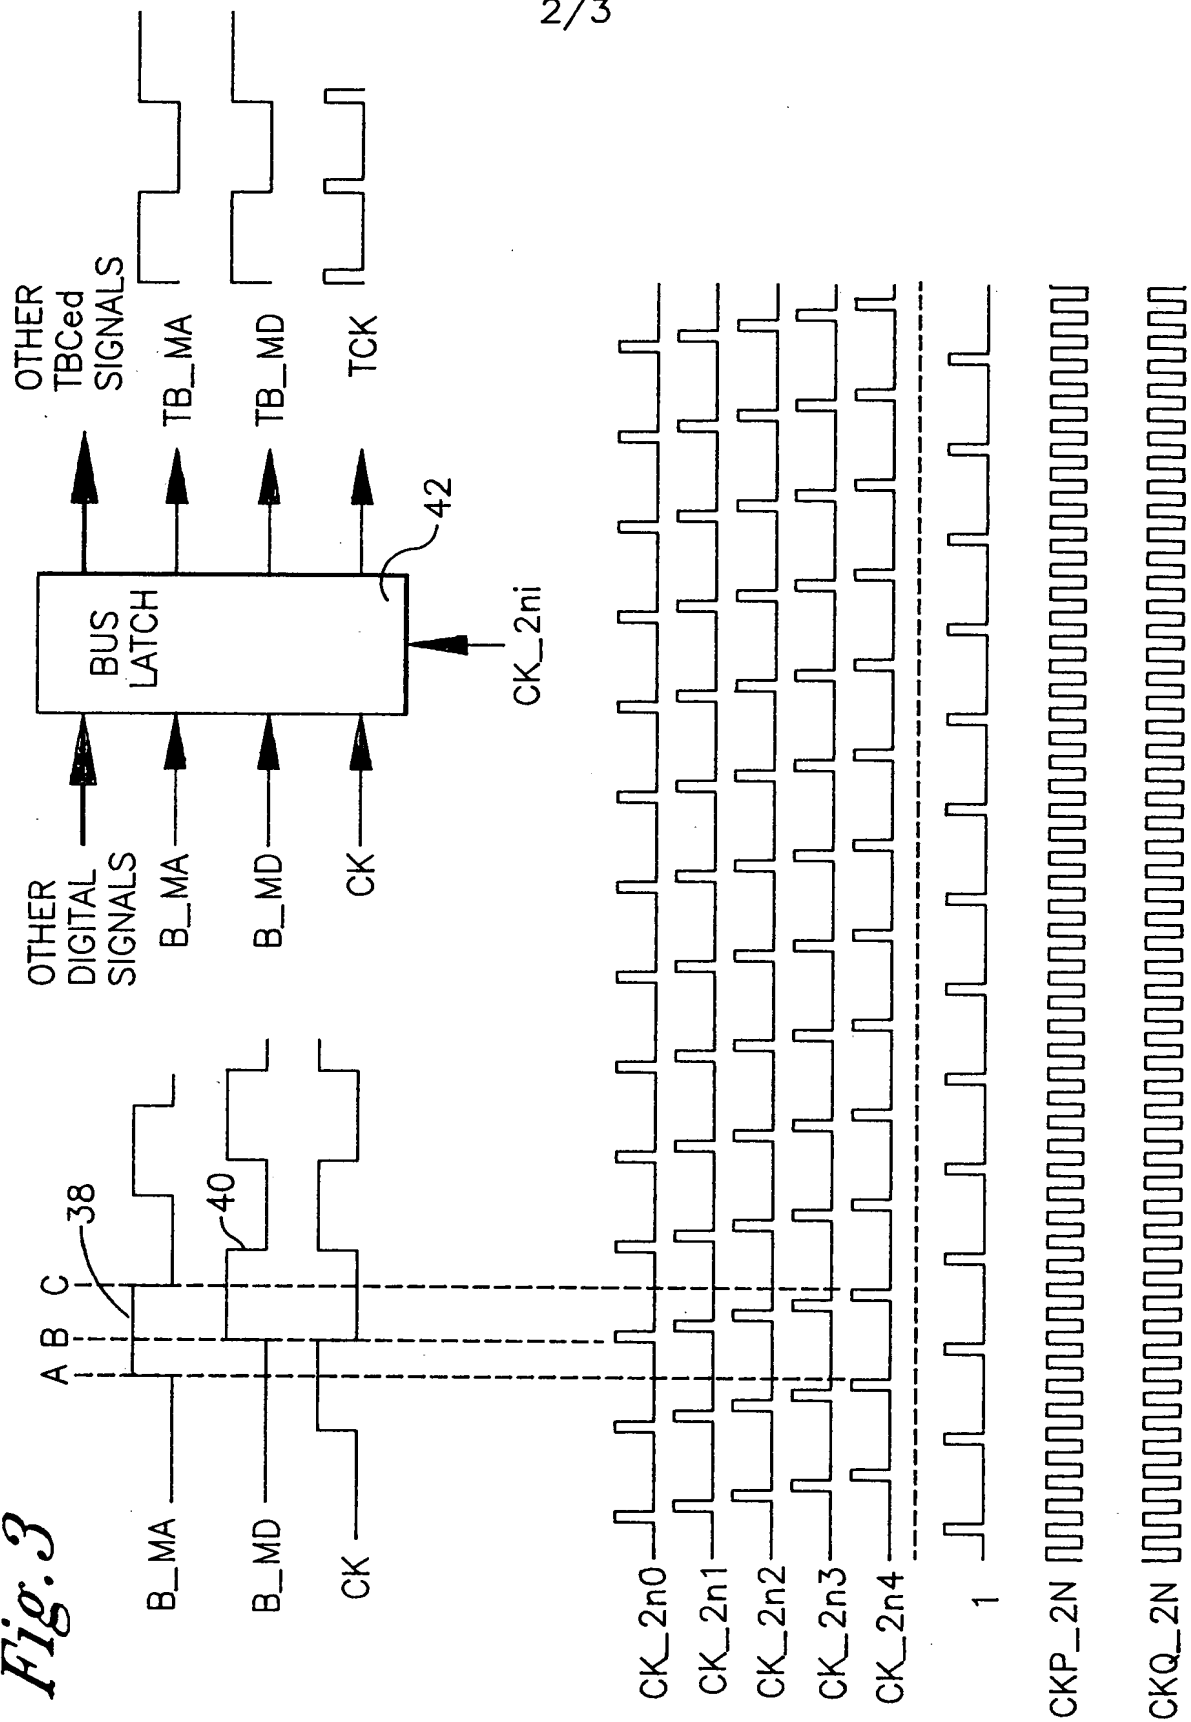 2/3
Fig. 3
A
B
C
38
40
B_MA
B_MD
CK
OTHER
DIGITAL
SIGNALS
B_MA
B_MD
CK
BUS
LATCH
42
CK_2ni
OTHER
TBCed
SIGNALS
TB_MA
TB_MD
TCK
CK_2n0
CK_2n1
CK_2n2
CK_2n3
CK_2n4
1
CKP_2N
CKQ_2N